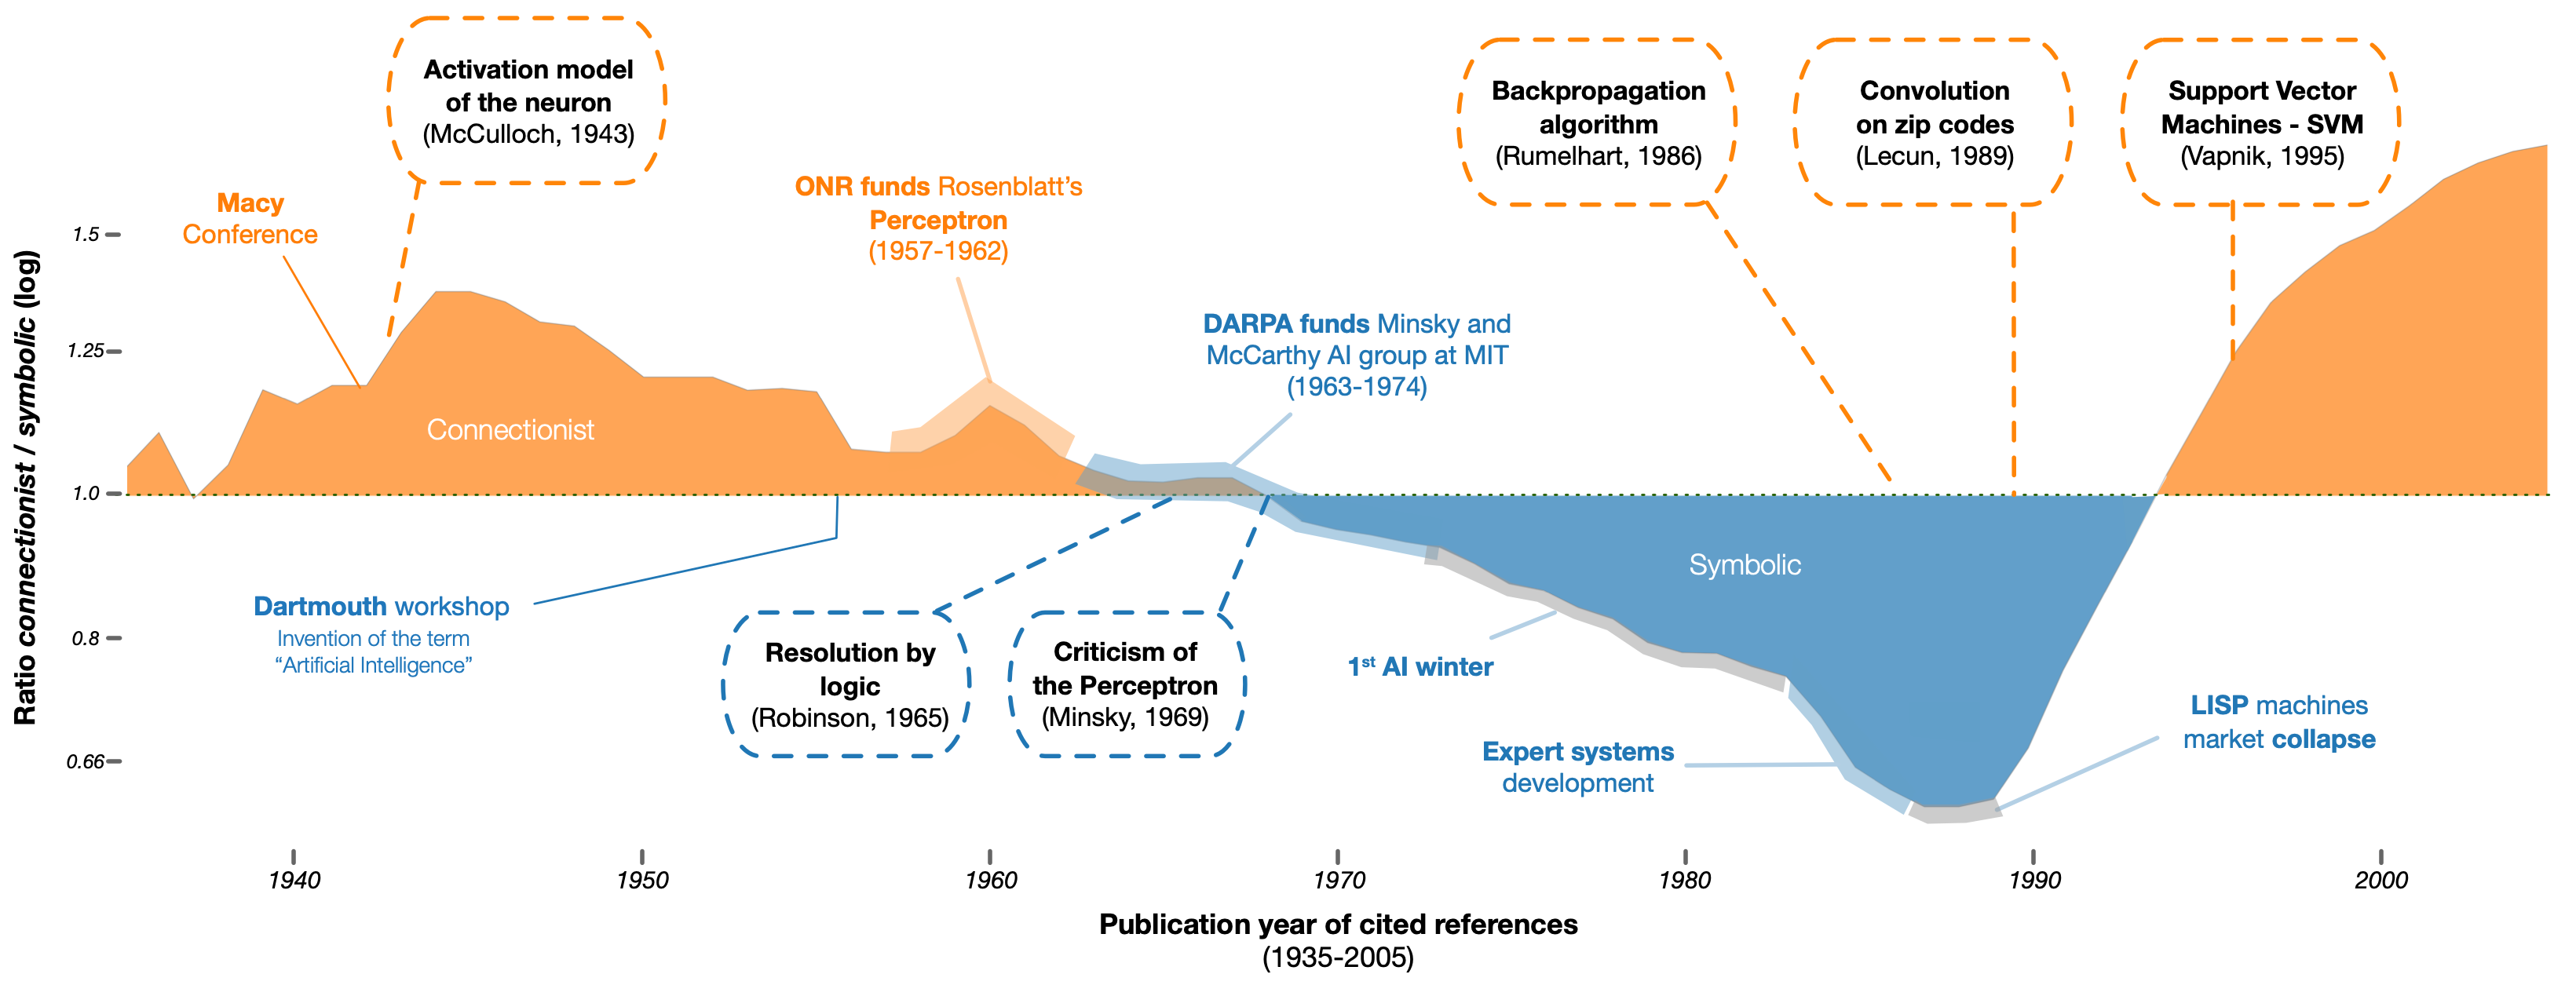 Activation model
of the neuron
(McCulloch, 1943)
Backpropagation
algorithm
(Rumelhart, 1986)
Convolution
on zip codes
(Lecun, 1989)
Support Vector
Machines - SVM
(Vapnik, 1995)
Macy
Conference
ONR funds Rosenblatt’s
Perceptron
(1957-1962)
DARPA funds Minsky and
McCarthy AI group at MIT
(1963-1974)
Ratio connectionist / symbolic (log)
1.5
1.25
1.0
0.8
0.66
Connectionist
Symbolic
Dartmouth workshop
Invention of the term
“Artificial Intelligence”
Resolution by
logic
(Robinson, 1965)
Criticism of
the Perceptron
(Minsky, 1969)
1st AI winter
Expert systems
development
LISP machines
market collapse
1940
1950
1960
1970
1980
1990
2000
Publication year of cited references
(1935-2005)